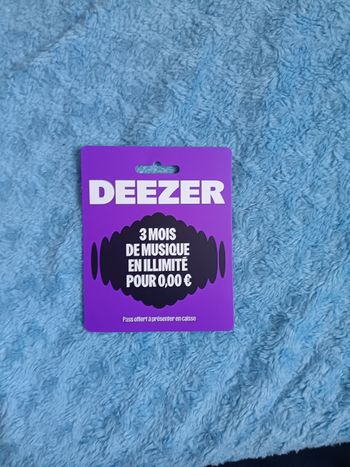 DEEZER
3 MOIS
DE MUSIQUE
EN ILLIMITÉ
POUR 0,00 €
Pass offert à présenter en caisse